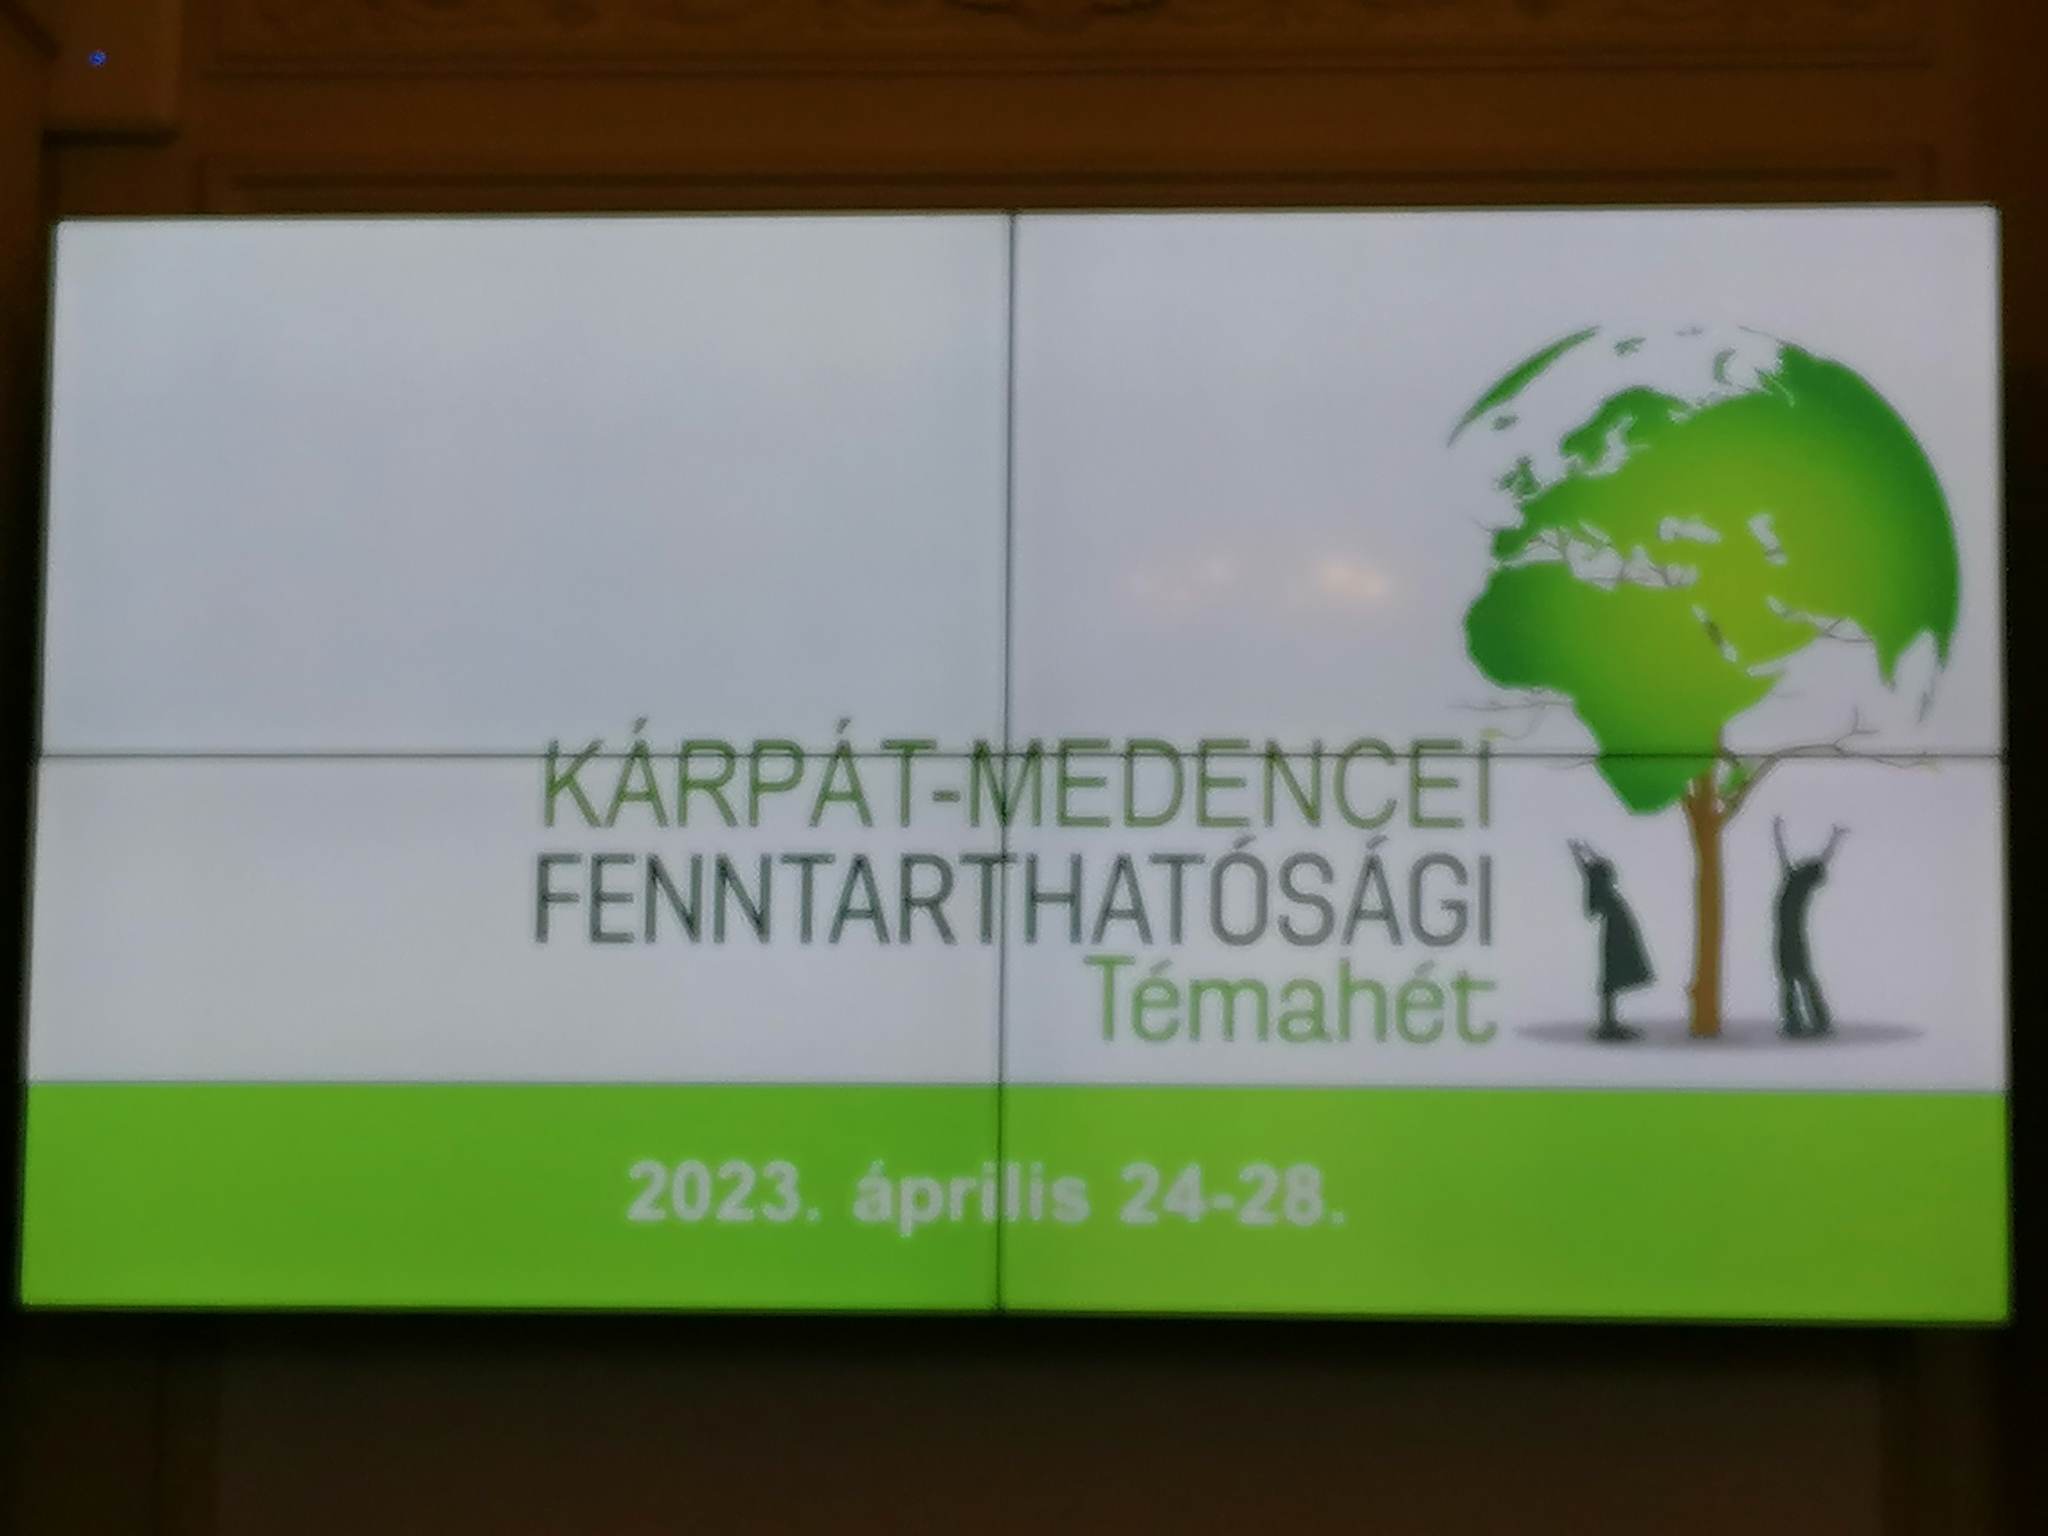 KÁRPÁT-MEDENCEI
FENNTARTHATÓSÁGI
Témahét
2023. április 24-28.